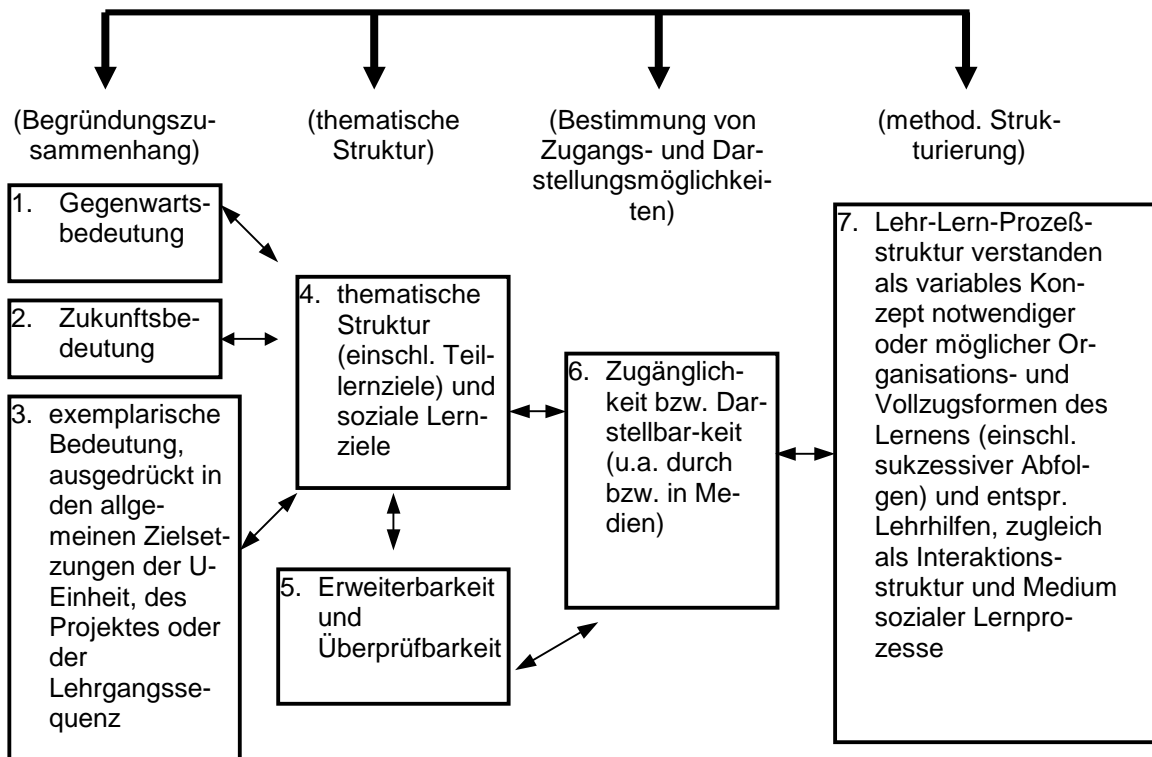 (Begründungszu-
sammenhang)
(thematische
Struktur)
(Bestimmung von
Zugangs- und Dar-
stellungsmöglichkei-
ten)
(method. Struk-
turierung)
1. Gegenwarts-
bedeutung
2. Zukunftsbe-
deutung
3. exemplarische
Bedeutung,
ausgedrückt in
den allge-
meinen Zielset-
zungen der U-
Einheit, des
Projektes oder
der
Lehrgangsse-
quenz
4. thematische
Struktur
(einschl. Teil-
lernziele) und
soziale Lern-
ziele
5. Erweiterbarkeit
und
Überprüfbarkeit
6. Zugänglich-
keit bzw. Dar-
stellbar-keit
(u.a. durch
bzw. in Me-
dien)
7. Lehr-Lern-Prozeß-
struktur verstanden
als variables Kon-
zept notwendiger
oder möglicher Or-
ganisations- und
Vollzugsformen des
Lernens (einschl.
sukzessiver Abfol-
gen) und entspr.
Lehrhilfen, zugleich
als Interaktions-
struktur und Medium
sozialer Lernpro-
zesse